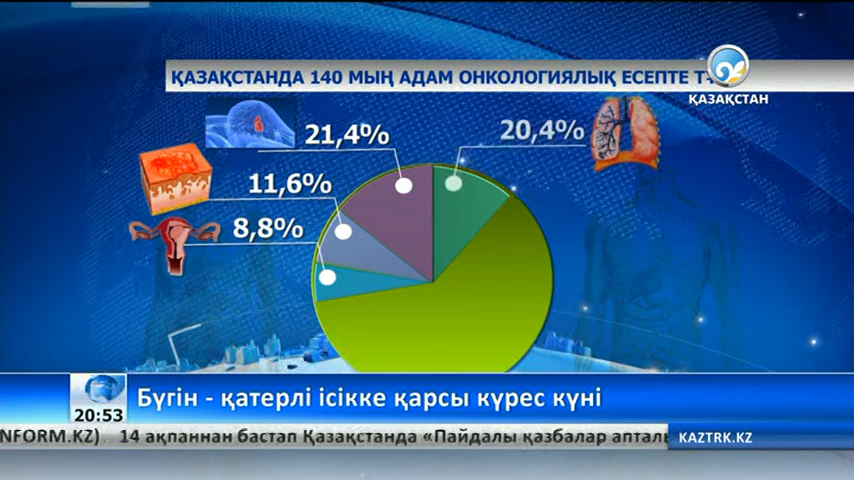 ҚАЗАҚСТАНДА 140 МЫҢ АДАМ ОНКОЛОГИЯЛЫҚ ЕСЕПТЕ
ҚАЗАҚСТАН
21,4%
20,4%
11,6%
8,8%
Бүгін - қатерлі ісікке қарсы күрес күні
20:53
INFORM.KZ). 14 ақпаннан бастап Қазақстанда «Пайдалы қазбалар
KAZTRK.KZ